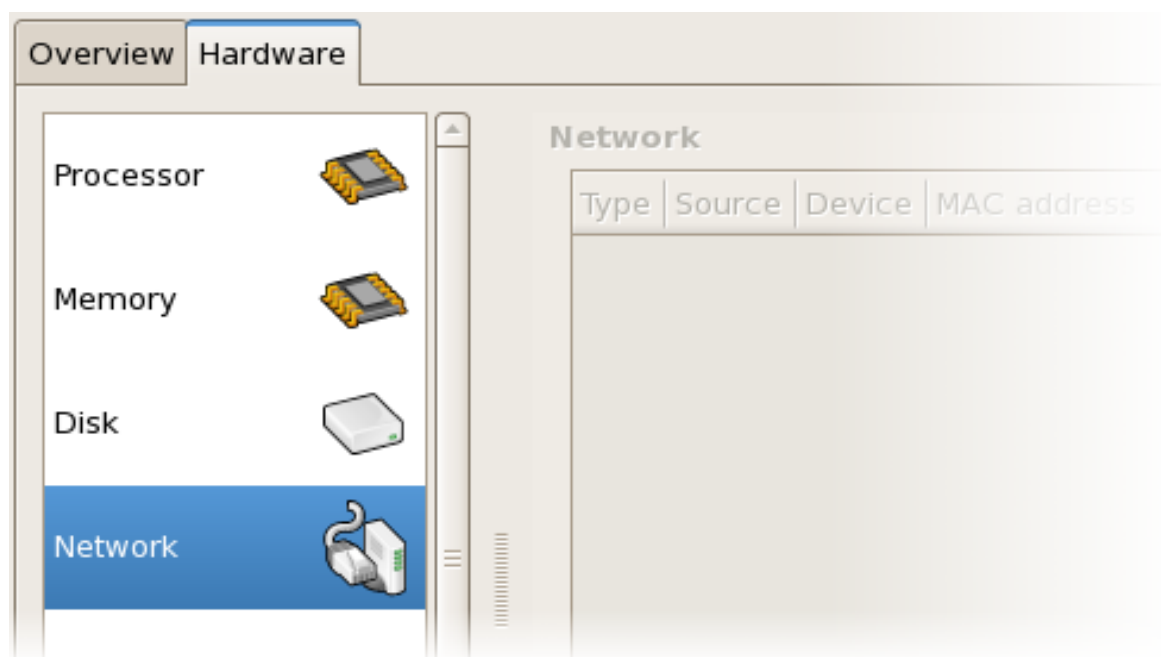 Overview Hardware
Processor
Memory
Disk
Network
Network
Type Source Device MAC address